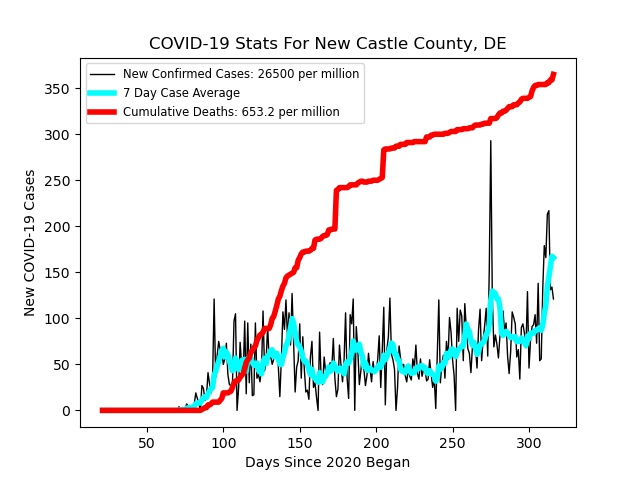 COVID-19 Stats For New Castle County, DE
New Confirmed Cases: 26500 per million
7 Day Case Average
Cumulative Deaths: 653.2 per million
New COVID-19 Cases
350
300
250
200
150
100
50
0
50
100
150
200
250
300
Days Since 2020 Began